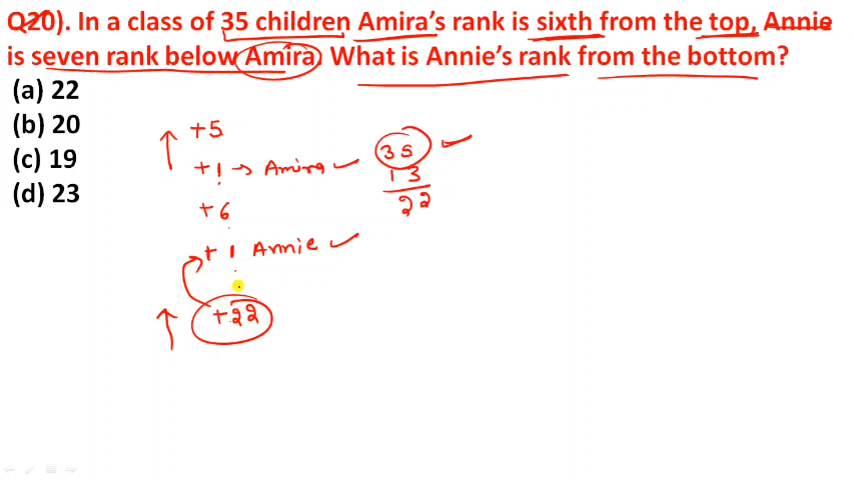 Q20). In a class of 35 children Amira's rank is sixth from the top, Annie
is seven rank below Amira. What is Annie's rank from the bottom?
(a) 22
(b) 20
(c) 19
(d) 23
+5
+1 → Amira ✓
+6
+1 Annie ✓
+22
35 ✓
13
22